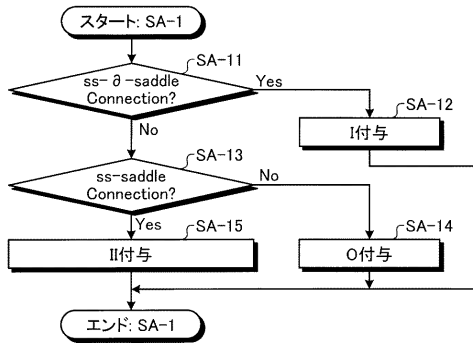 スタート: SA-1
SA-11
ss-∂-saddle
Connection?
Yes
SA-12
I付与
No
SA-13
ss-saddle
Connection?
No
Yes
SA-15
II付与
SA-14
O付与
エンド: SA-1